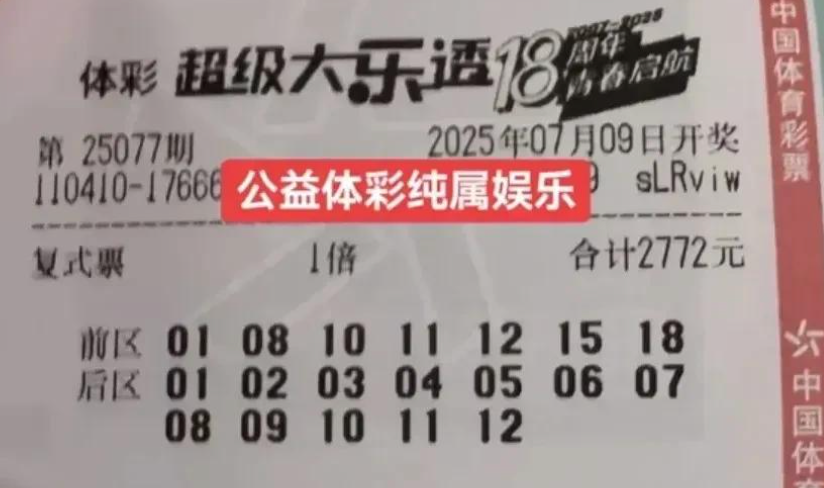 体彩 超级大乐透 18周年 青春启航
2007-2025
第 25077期 2025年07月09日开奖
110410-17666 sLRviw
公益体彩纯属娱乐
复式票 1倍 合计2772元
前区 01 08 10 11 12 15 18
后区 01 02 03 04 05 06 07
08 09 10 11 12
中国体育彩票
中国体育